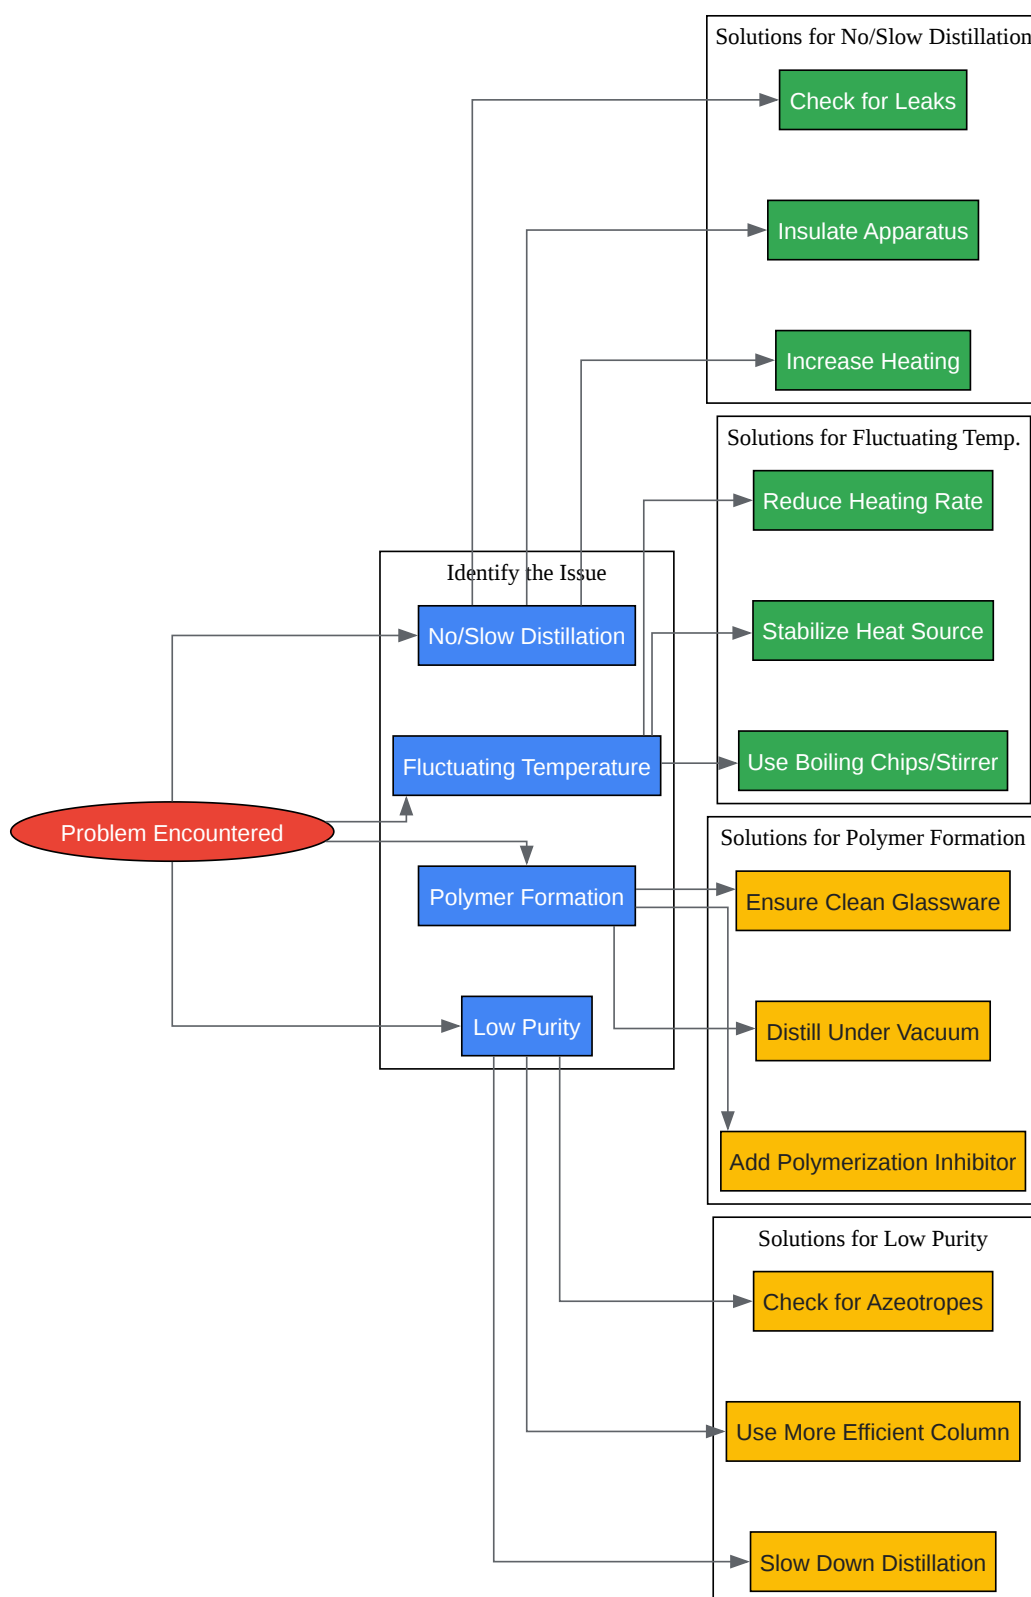 Solutions for No/Slow Distillation
Check for Leaks
Insulate Apparatus
Increase Heating
Solutions for Fluctuating Temp.
Reduce Heating Rate
Stabilize Heat Source
Use Boiling Chips/Stirrer
Identify the Issue
No/Slow Distillation
Fluctuating Temperature
Problem Encountered
Polymer Formation
Low Purity
Solutions for Polymer Formation
Ensure Clean Glassware
Distill Under Vacuum
Add Polymerization Inhibitor
Solutions for Low Purity
Check for Azeotropes
Use More Efficient Column
Slow Down Distillation